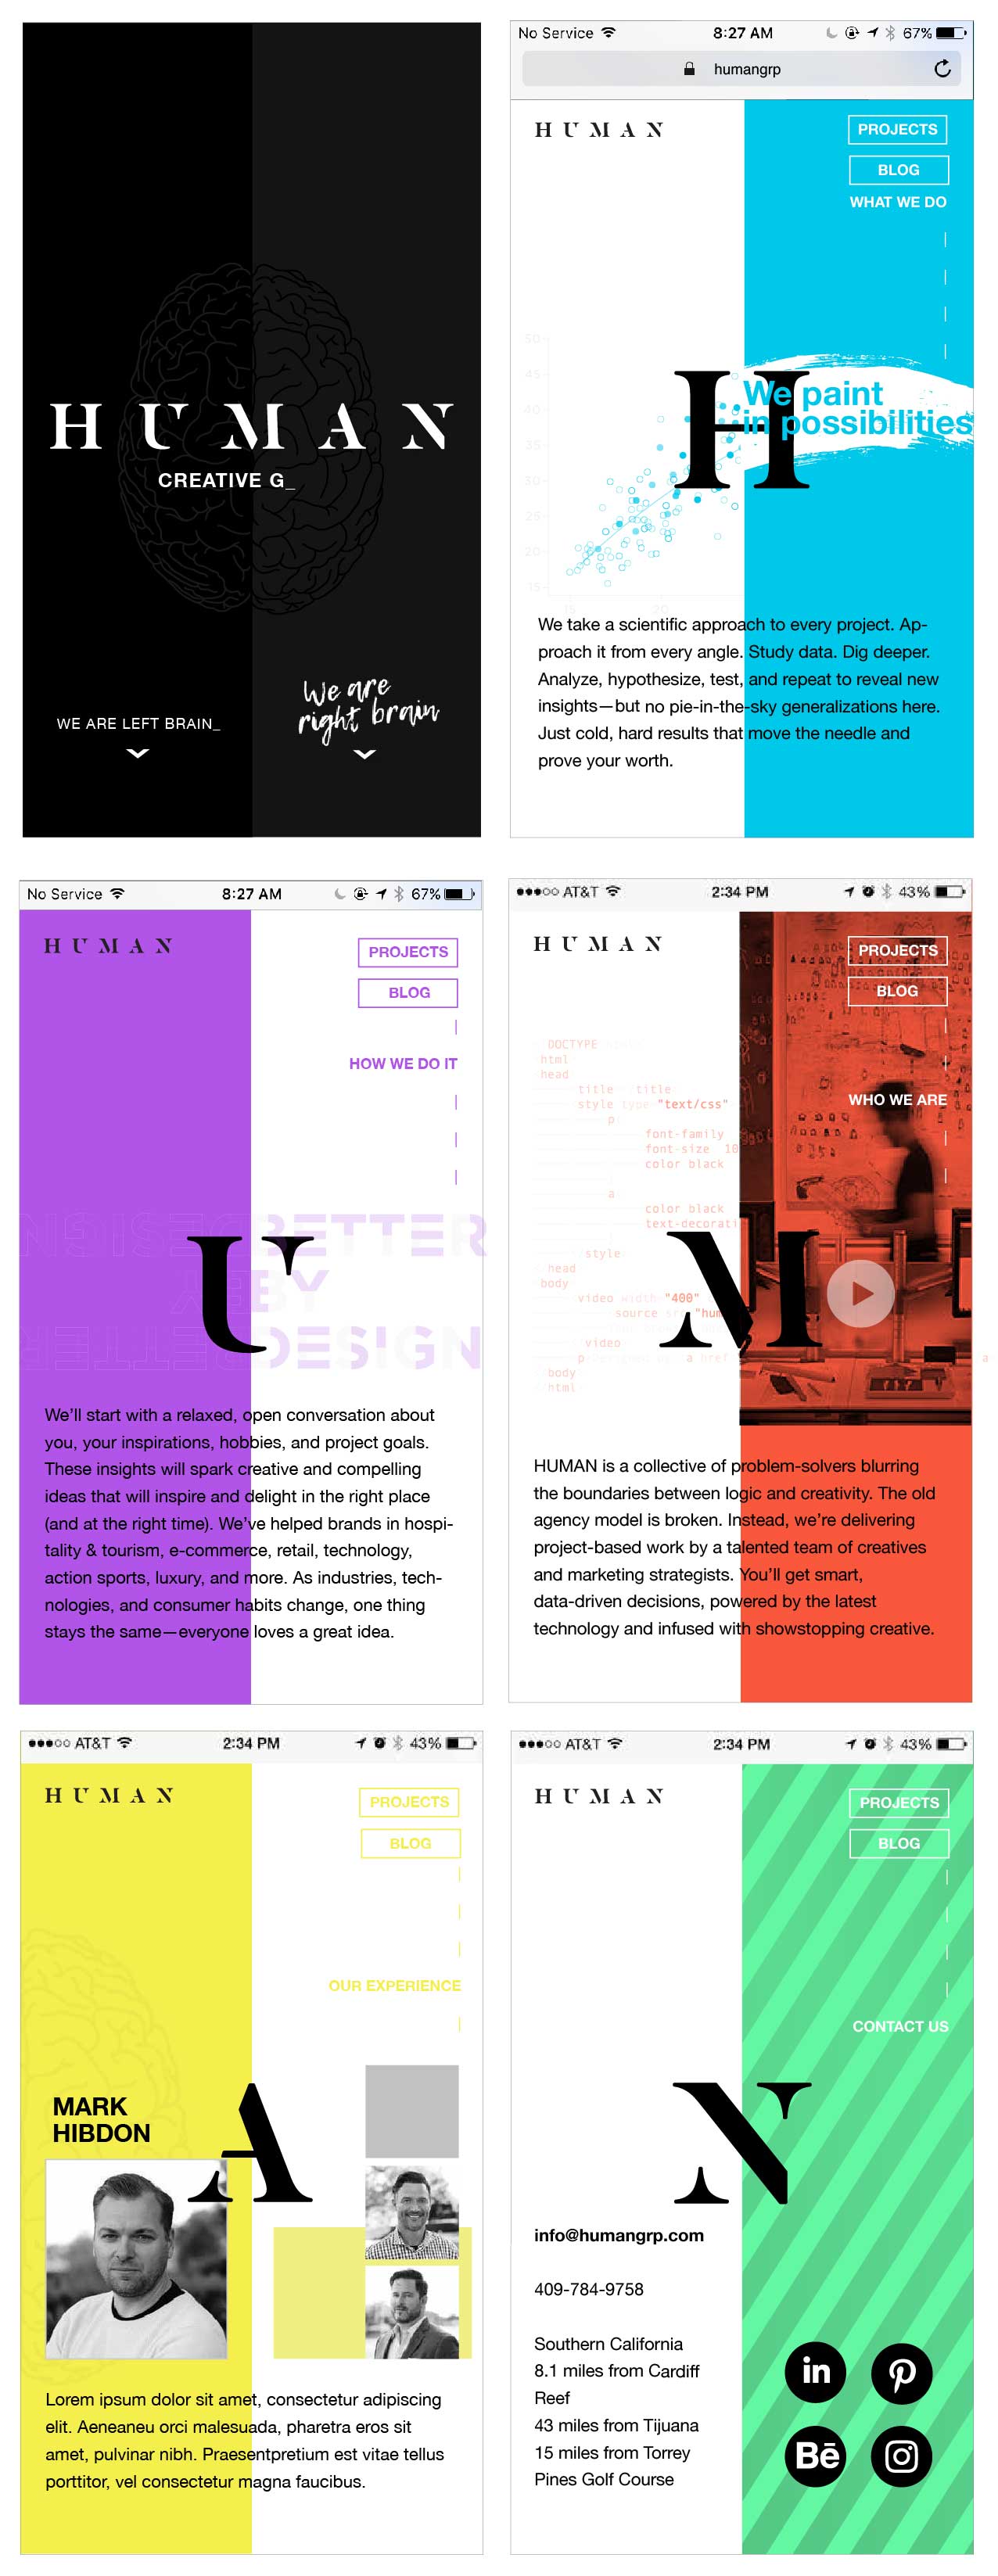 HUMAN
CREATIVE G_
WE ARE LEFT BRAIN_
We are
right brain
No Service
8:27 AM
67%
humangrp
HUMAN
PROJECTS
BLOG
WHAT WE DO
50
45
40
35
30
25
20
15
15
20
H
We paint
in possibilities
We take a scientific approach to every project. Ap-
proach it from every angle. Study data. Dig deeper.
Analyze, hypothesize, test, and repeat to reveal new
insights—but no pie-in-the-sky generalizations here.
Just cold, hard results that move the needle and
prove your worth.
No Service
8:27 AM
67%
HUMAN
PROJECTS
BLOG
HOW WE DO IT
BETTER
BY
DESIGN
U
We'll start with a relaxed, open conversation about
you, your inspirations, hobbies, and project goals.
These insights will spark creative and compelling
ideas that will inspire and delight in the right place
(and at the right time). We've helped brands in hospi-
tality & tourism, e-commerce, retail, technology,
action sports, luxury, and more. As industries, tech-
nologies, and consumer habits change, one thing
stays the same—everyone loves a great idea.
AT&T
2:34 PM
43%
HUMAN
PROJECTS
BLOG
WHO WE ARE
DOCTYPE
html
head
title title
style type "text/css"
p
font-family
font-size 10
color black
a
color black
text-decorati
style
head
body
video width "400"
source src "hum
video
p a href
body
html
M
HUMAN is a collective of problem-solvers blurring
the boundaries between logic and creativity. The old
agency model is broken. Instead, we're delivering
project-based work by a talented team of creatives
and marketing strategists. You'll get smart,
data-driven decisions, powered by the latest
technology and infused with showstopping creative.
AT&T
2:34 PM
43%
HUMAN
PROJECTS
BLOG
OUR EXPERIENCE
MARK
HIBDON
A
Lorem ipsum dolor sit amet, consectetur adipiscing
elit. Aeneaneu orci malesuada, pharetra eros sit
amet, pulvinar nibh. Praesentpretium est vitae tellus
porttitor, vel consectetur magna faucibus.
AT&T
2:34 PM
43%
HUMAN
PROJECTS
BLOG
CONTACT US
N
info@humangrp.com
409-784-9758
Southern California
8.1 miles from Cardiff
Reef
43 miles from Tijuana
15 miles from Torrey
Pines Golf Course
in
Bē